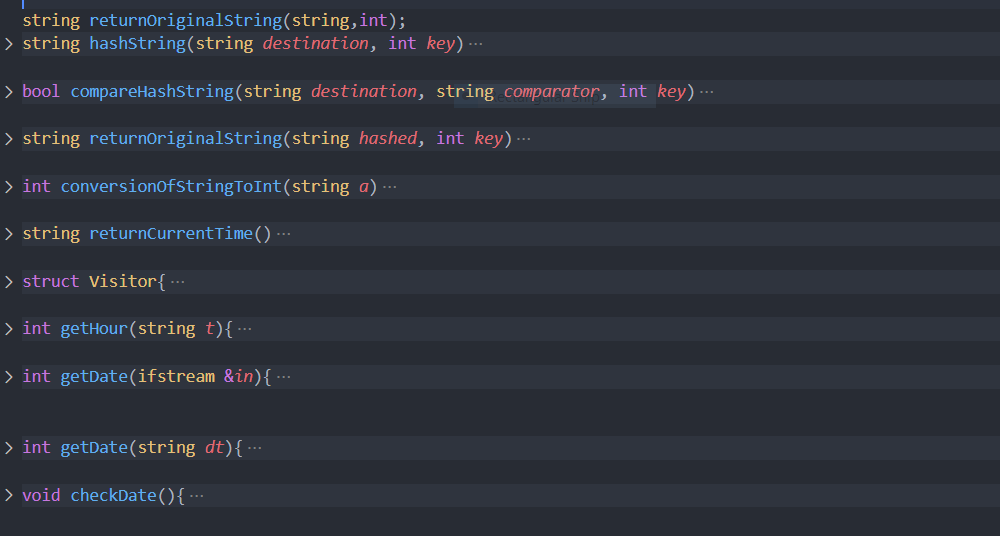 string returnOriginalString(string,int);
string hashString(string destination, int key)···
bool compareHashString(string destination, string comparator, int key)···
string returnOriginalString(string hashed, int key)···
int conversionOfStringToInt(string a)···
string returnCurrentTime()···
struct Visitor{···
int getHour(string t){···
int getDate(ifstream &in){···
int getDate(string dt){···
void checkDate(){···